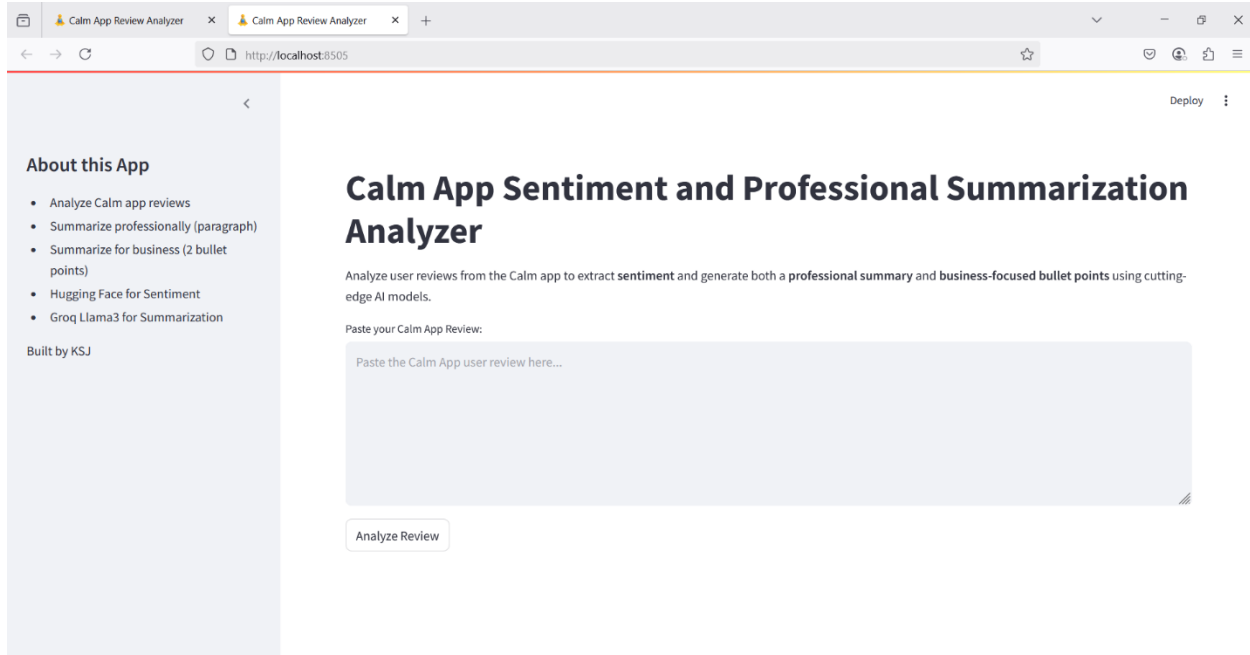 Calm App Review Analyzer
Calm App Review Analyzer
http://localhost:8505
Deploy
About this App
Analyze Calm app reviews
Summarize professionally (paragraph)
Summarize for business (2 bullet
points)
Hugging Face for Sentiment
Groq Llama3 for Summarization
Built by KSJ
Calm App Sentiment and Professional Summarization
Analyzer
Analyze user reviews from the Calm app to extract sentiment and generate both a professional summary and business-focused bullet points using cutting-
edge AI models.
Paste your Calm App Review:
Paste the Calm App user review here...
Analyze Review